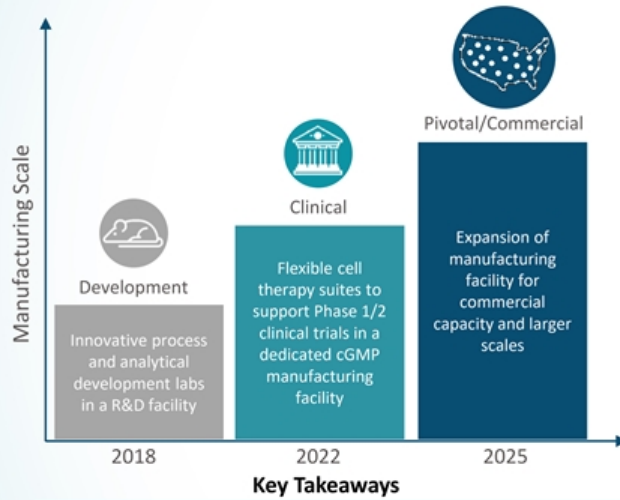 Manufacturing Scale
Development
Innovative process
and analytical
development labs
in a R&D facility
Clinical
Flexible cell
therapy suites to
support Phase 1/2
clinical trials in a
dedicated cGMP
manufacturing
facility
Pivotal/Commercial
Expansion of
manufacturing
facility for
commercial
capacity and larger
scales
2018
2022
2025
Key Takeaways